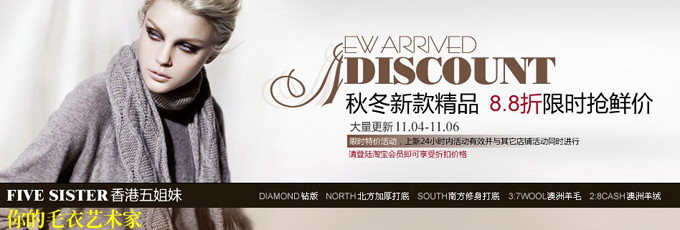 NEW ARRIVED
DISCOUNT
秋冬新款精品 8.8折限时抢鲜价
大量更新11.04-11.06
限时特价活动，上新24小时内活动有效并与其它店铺活动同时进行
请登陆淘宝会员即可享受折扣价格
FIVE SISTER 香港五姐妹 DIAMOND 钻版 NORTH 北方加厚打底 SOUTH 南方修身打底 3:7WOOL 澳洲羊毛 2:8CASH 澳洲羊绒
你的毛衣艺术家